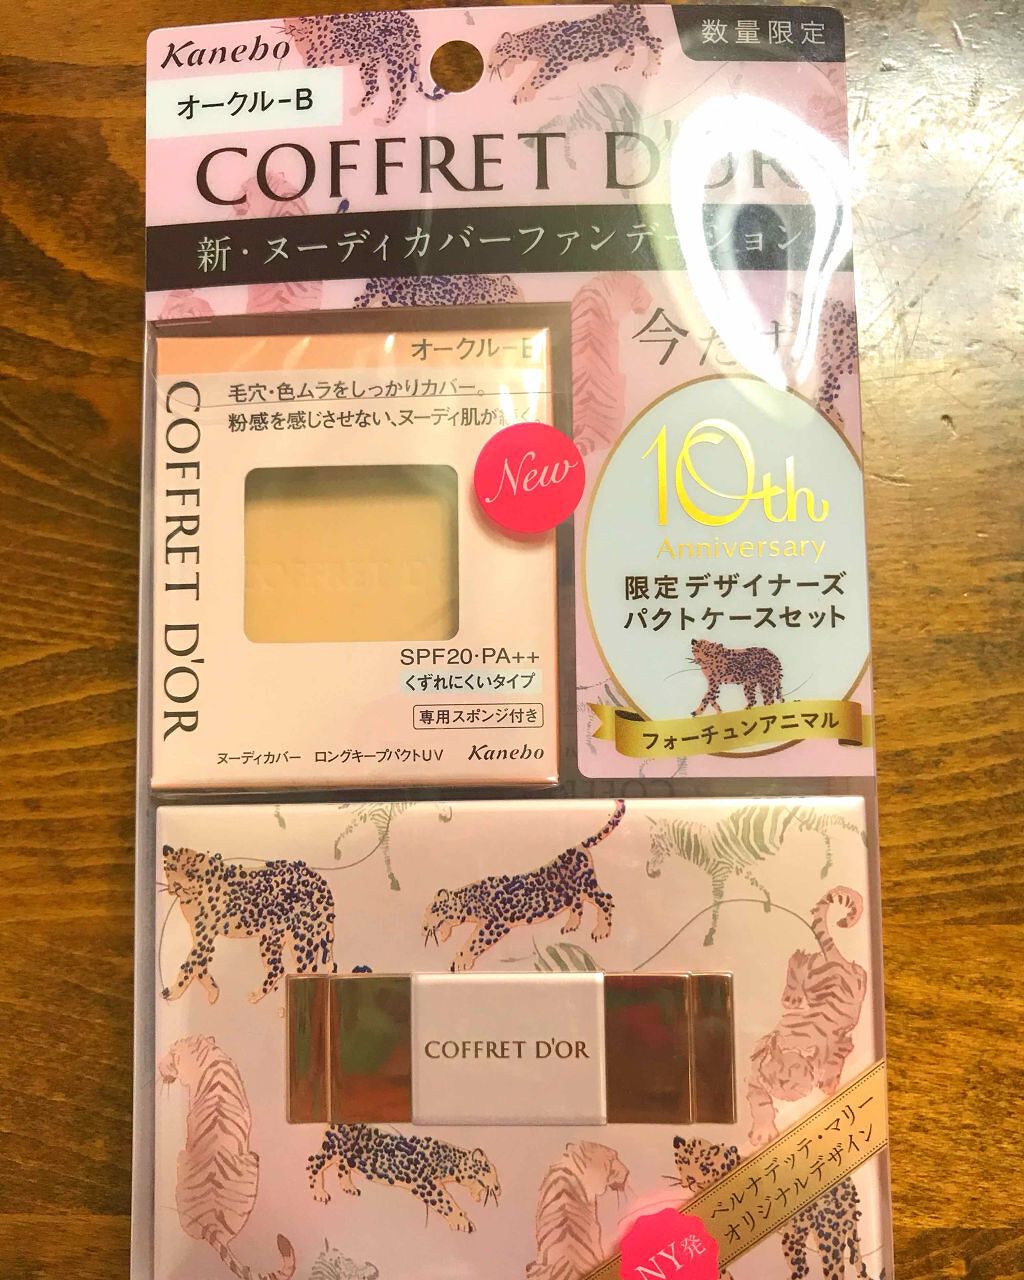 Kanebo
数量限定
オークル-B
COFFRET D'OR
新・ヌーディカバーファンデーション
今だけ
オークル-B
毛穴・色ムラをしっかりカバー。
粉感を感じさせない、ヌーディ肌が続く。
COFFRET D'OR
New
COFFRET D'O
SPF20・PA++
くずれにくいタイプ
専用スポンジ付き
ヌーディカバー ロングキープパクトUV Kanebo
10th
Anniversary
限定デザイナーズ
パクトケースセット
フォーチュンアニマル
COFFRET D'OR
ベルナデッテ・マリー
オリジナルデザイン
NY発